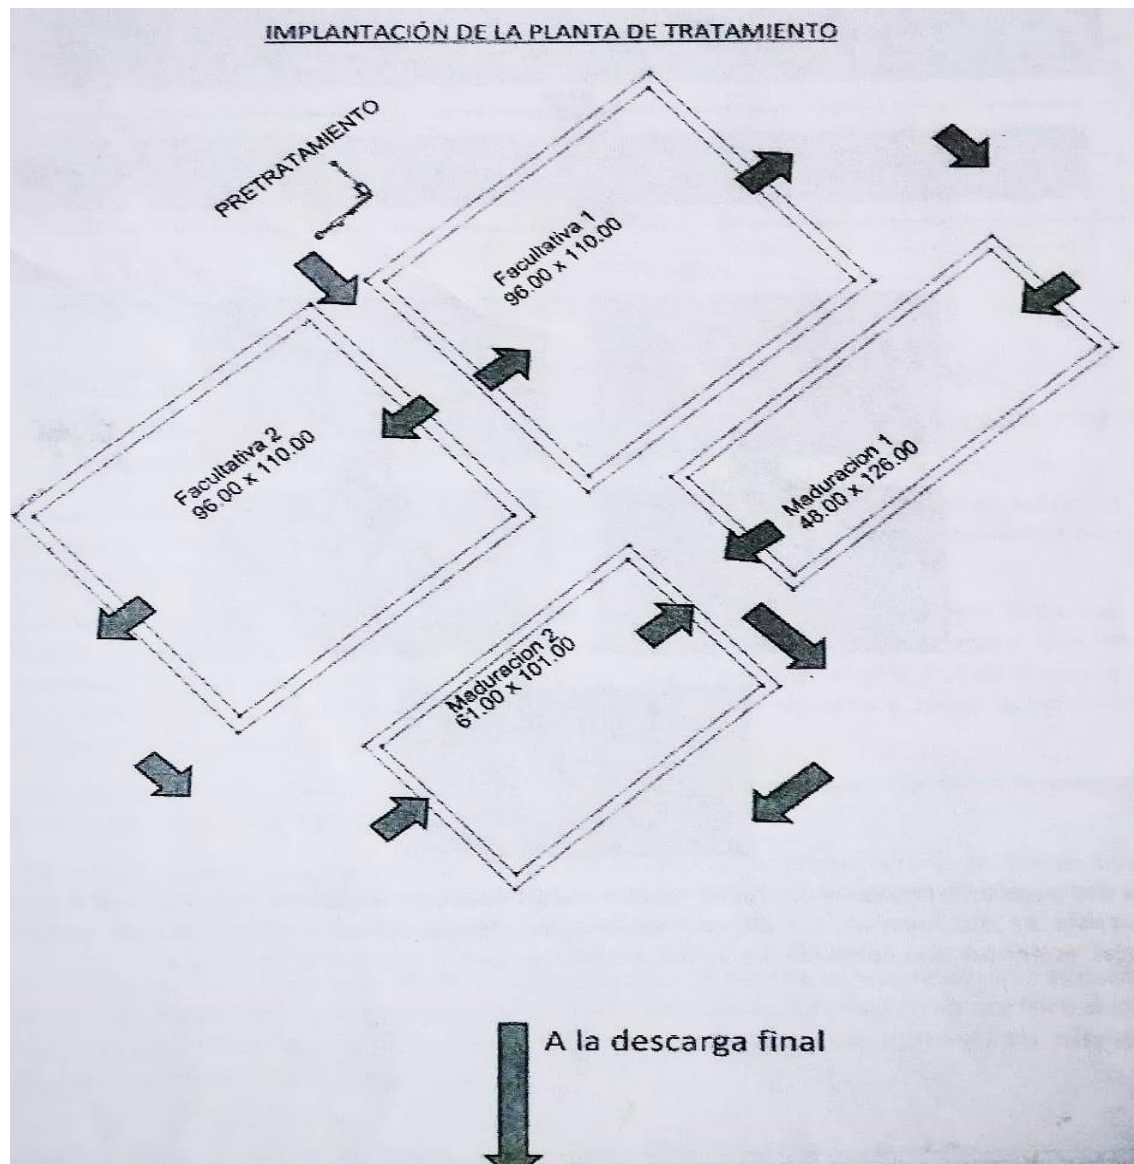 IMPLANTACIÓN DE LA PLANTA DE TRATAMIENTO
PRETRATAMIENTO
Facultativa 1
96.00 x 110.00
Facultativa 2
96.00 x 110.00
Maduracion 1
48.00 x 126.00
Maduracion 2
61.00 x 101.00
A la descarga final